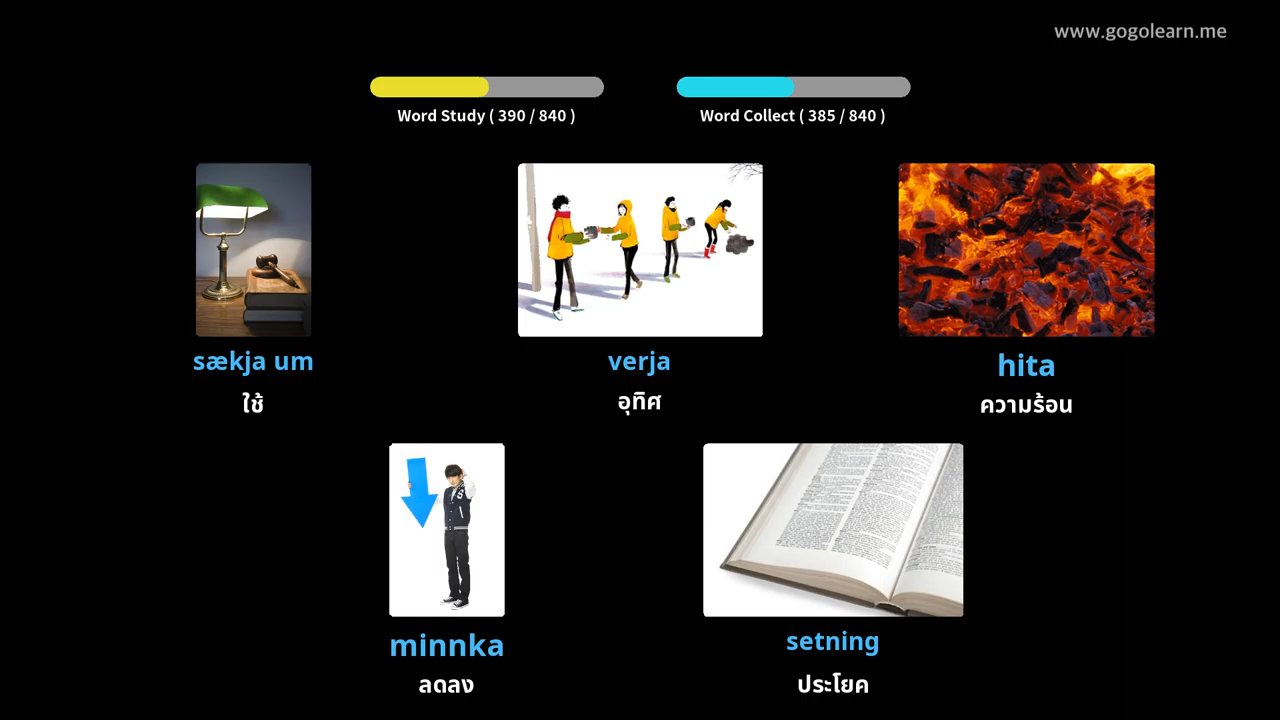 www.gogolearn.me
Word Study ( 390 / 840 )
Word Collect ( 385 / 840 )
sækja um
ใช้
verja
อุทิศ
hita
ความร้อน
minnka
ลดลง
setning
ประโยค